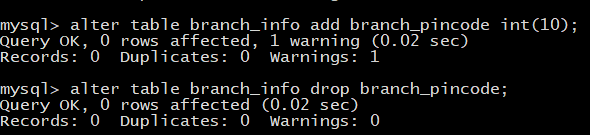 mysql> alter table branch_info add branch_pincode int(10);
Query OK, 0 rows affected, 1 warning (0.02 sec)
Records: 0  Duplicates: 0  Warnings: 1
mysql> alter table branch_info drop branch_pincode;
Query OK, 0 rows affected (0.02 sec)
Records: 0  Duplicates: 0  Warnings: 0